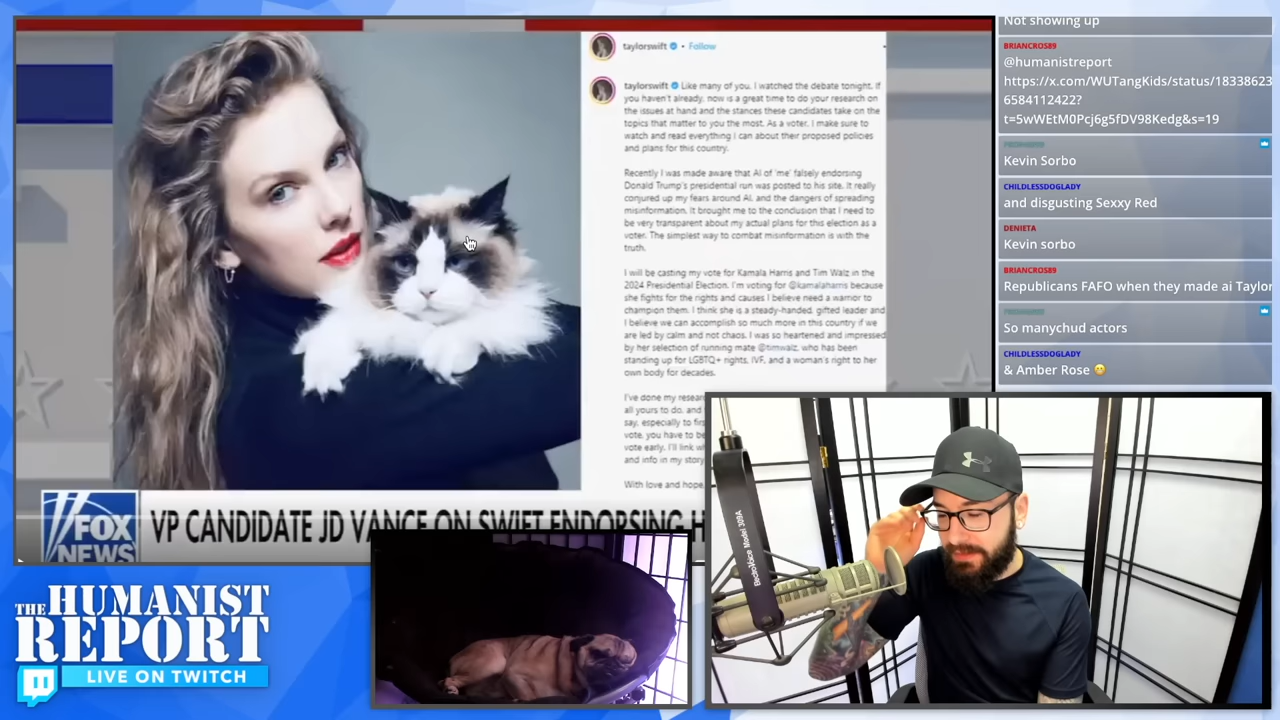 taylorswift • Follow
taylorswift Like many of you, I watched the debate tonight. If
you haven't already, now is a great time to do your research on
the issues at hand and the stances these candidates take on the
topics that matter to you the most. As a voter, I make sure to
watch and read everything I can about their proposed policies
and plans for this country.
Recently I was made aware that AI of 'me' falsely endorsing
Donald Trump's presidential run was posted to his site. It really
conjured up my fears around AI, and the dangers of spreading
misinformation. It brought me to the conclusion that I need to
be very transparent about my actual plans for this election as a
voter. The simplest way to combat misinformation is with the
truth.
I will be casting my vote for Kamala Harris and Tim Walz in the
2024 Presidential Election. I'm voting for @kamalaharris because
she fights for the rights and causes I believe need a warrior to
champion them. I think she is a steady-handed, gifted leader and
I believe we can accomplish so much more in this country if we
are led by calm and not chaos. I was so heartened and impressed
by her selection of running mate @timwalz, who has been
standing up for LGBTQ+ rights, IVF, and a woman's right to her
own body for decades.
I've done my resear
all yours to do, and
say, especially to firs
vote, you have to be
vote early. I'll link w
and info in my story
With love and hope,
FOX
NEWS
VP CANDIDATE JD VANCE ON SWIFT ENDORSING H
THE HUMANIST
REPORT
LIVE ON TWITCH
Not showing up
BRIANCROS89
@humanistreport
https://x.com/WUTangKids/status/18338623
6584112422?
t=5wWEtM0Pcj6g5fDV98Kedg&s=19
Kevin Sorbo
CHILDLESSDOGLADY
and disgusting Sexxy Red
DENIETA
Kevin sorbo
BRIANCROS89
Republicans FAFO when they made ai Taylor
So manychud actors
CHILDLESSDOGLADY
& Amber Rose 😬